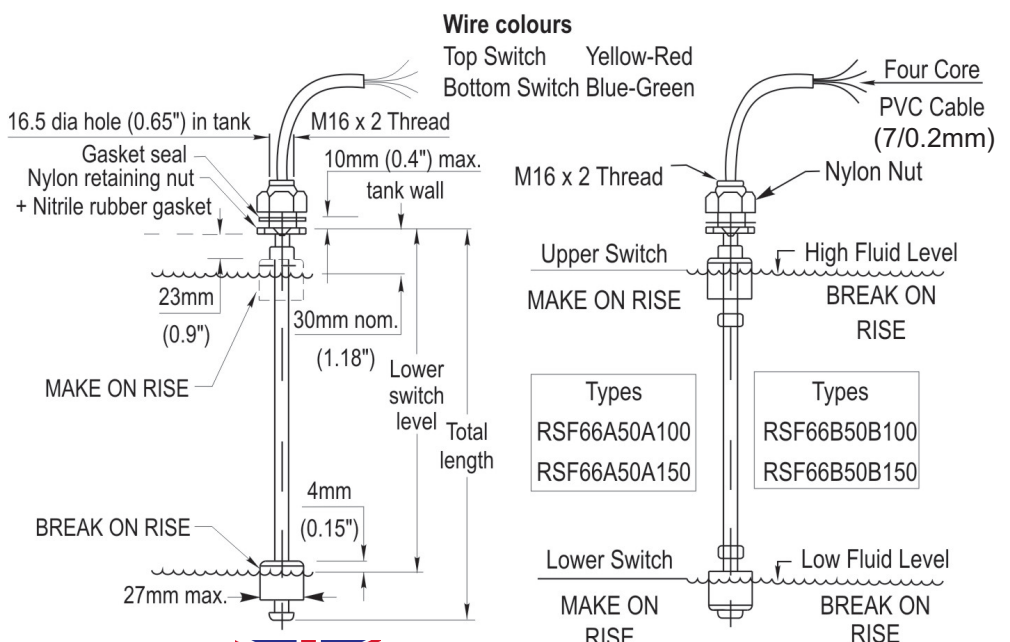 Wire colours
Top Switch Yellow-Red
Bottom Switch Blue-Green
16.5 dia hole (0.65") in tank
M16 x 2 Thread
Gasket seal
Nylon retaining nut
+ Nitrile rubber gasket
10mm (0.4") max.
tank wall
23mm
(0.9")
30mm nom.
(1.18")
MAKE ON RISE
Lower
switch
level
Total
length
4mm
(0.15")
BREAK ON RISE
27mm max.
Four Core
PVC Cable
(7/0.2mm)
M16 x 2 Thread
Nylon Nut
Upper Switch
High Fluid Level
MAKE ON RISE
BREAK ON
RISE
Types
RSF66A50A100
RSF66A50A150
Types
RSF66B50B100
RSF66B50B150
Lower Switch
Low Fluid Level
MAKE ON
RISE
BREAK ON
RISE